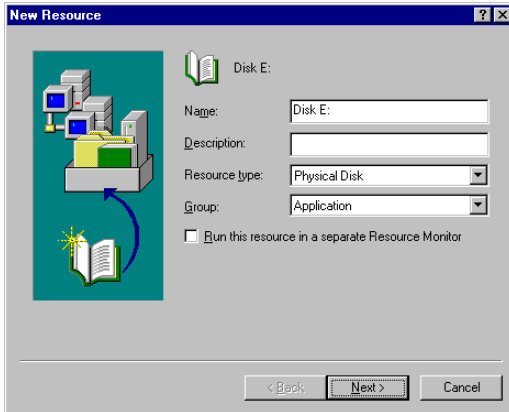 New Resource
Disk E:
Name: Disk E:
Description:
Resource type: Physical Disk
Group: Application
Run this resource in a separate Resource Monitor
< Back Next > Cancel